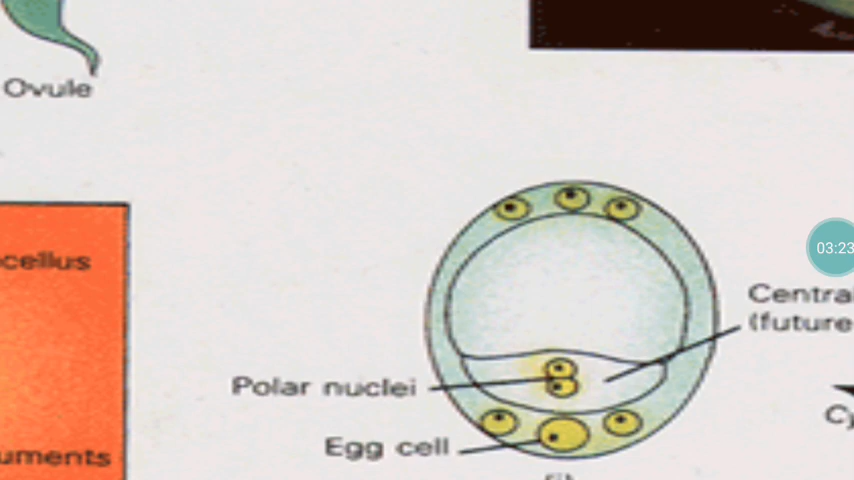 Ovule
cellus
03:23
Central
(future
Polar nuclei
Egg cell
uments